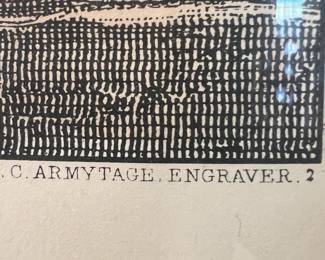 . C. ARMYTAGE. ENGRAVER. 2